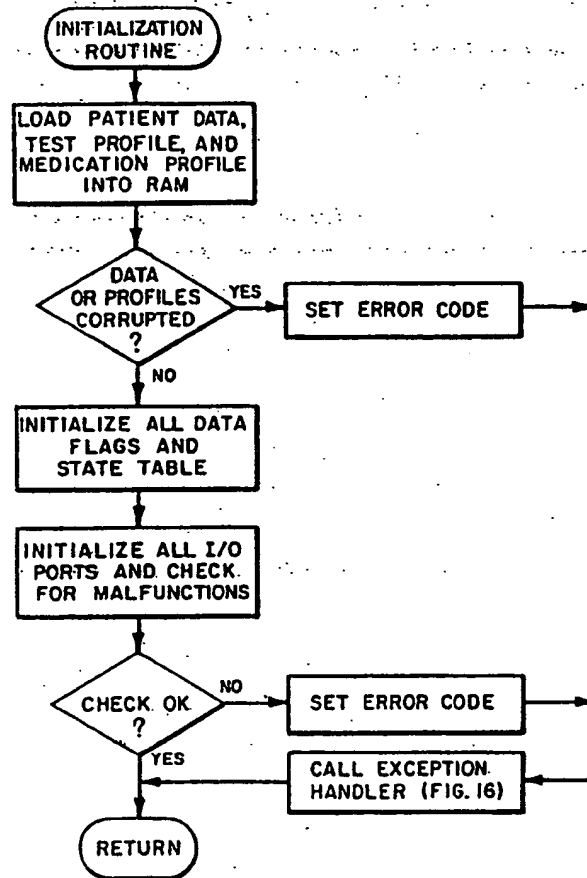 INITIALIZATION
ROUTINE
LOAD PATIENT DATA,
TEST PROFILE, AND
MEDICATION PROFILE
INTO RAM
DATA
OR PROFILES
CORRUPTED
?
YES
SET ERROR CODE
NO
INITIALIZE ALL DATA
FLAGS AND
STATE TABLE
INITIALIZE ALL I/O
PORTS AND CHECK
FOR MALFUNCTIONS
CHECK OK
?
NO
SET ERROR CODE
YES
CALL EXCEPTION
HANDLER (FIG. 16)
RETURN